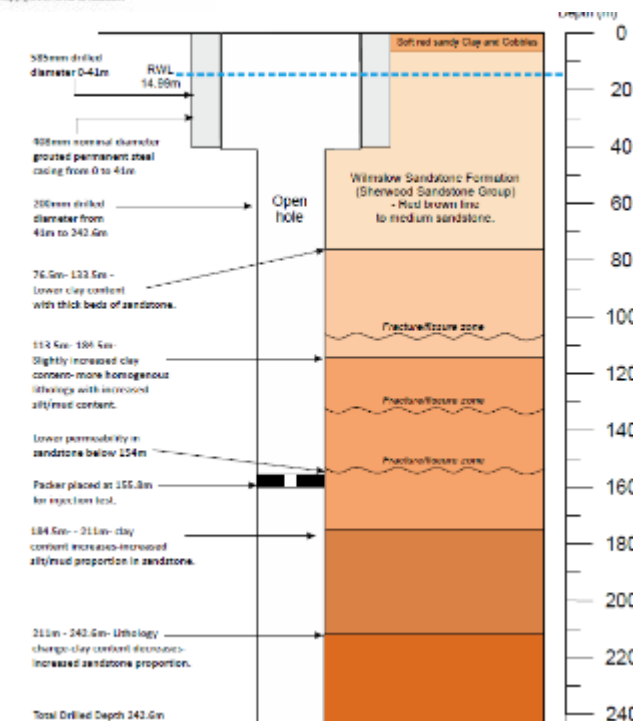 Depth (m)
585mm drilled
diameter 0-41m
RWL
14.99m
408mm nominal diameter
grouted permanent steel
casing from 0 to 41m
200mm drilled
diameter from
41m to 242.6m
Open
hole
76.5m- 133.5m -
Lower clay content
with thick beds of sandstone.
113.5m- 184.5m-
Slightly increased clay
content- more homogenous
lithology with increased
silt/mud content.
Lower permeability in
sandstone below 154m
Packer placed at 155.8m
for injection test.
184.5m- - 211m- clay
content increases-increased
silt/mud proportion in sandstone.
211m - 242.6m- Lithology
change-clay content decreases-
increased sandstone proportion.
Total Drilled Depth 242.6m
Soft red sandy Clay and Cobbles
Wilmslow Sandstone Formation
(Sherwood Sandstone Group)
- Red brown fine
to medium sandstone.
Fracture/fissure zone
Fracture/fissure zone
Fracture/fissure zone
0
20
40
60
80
100
120
140
160
180
200
220
240